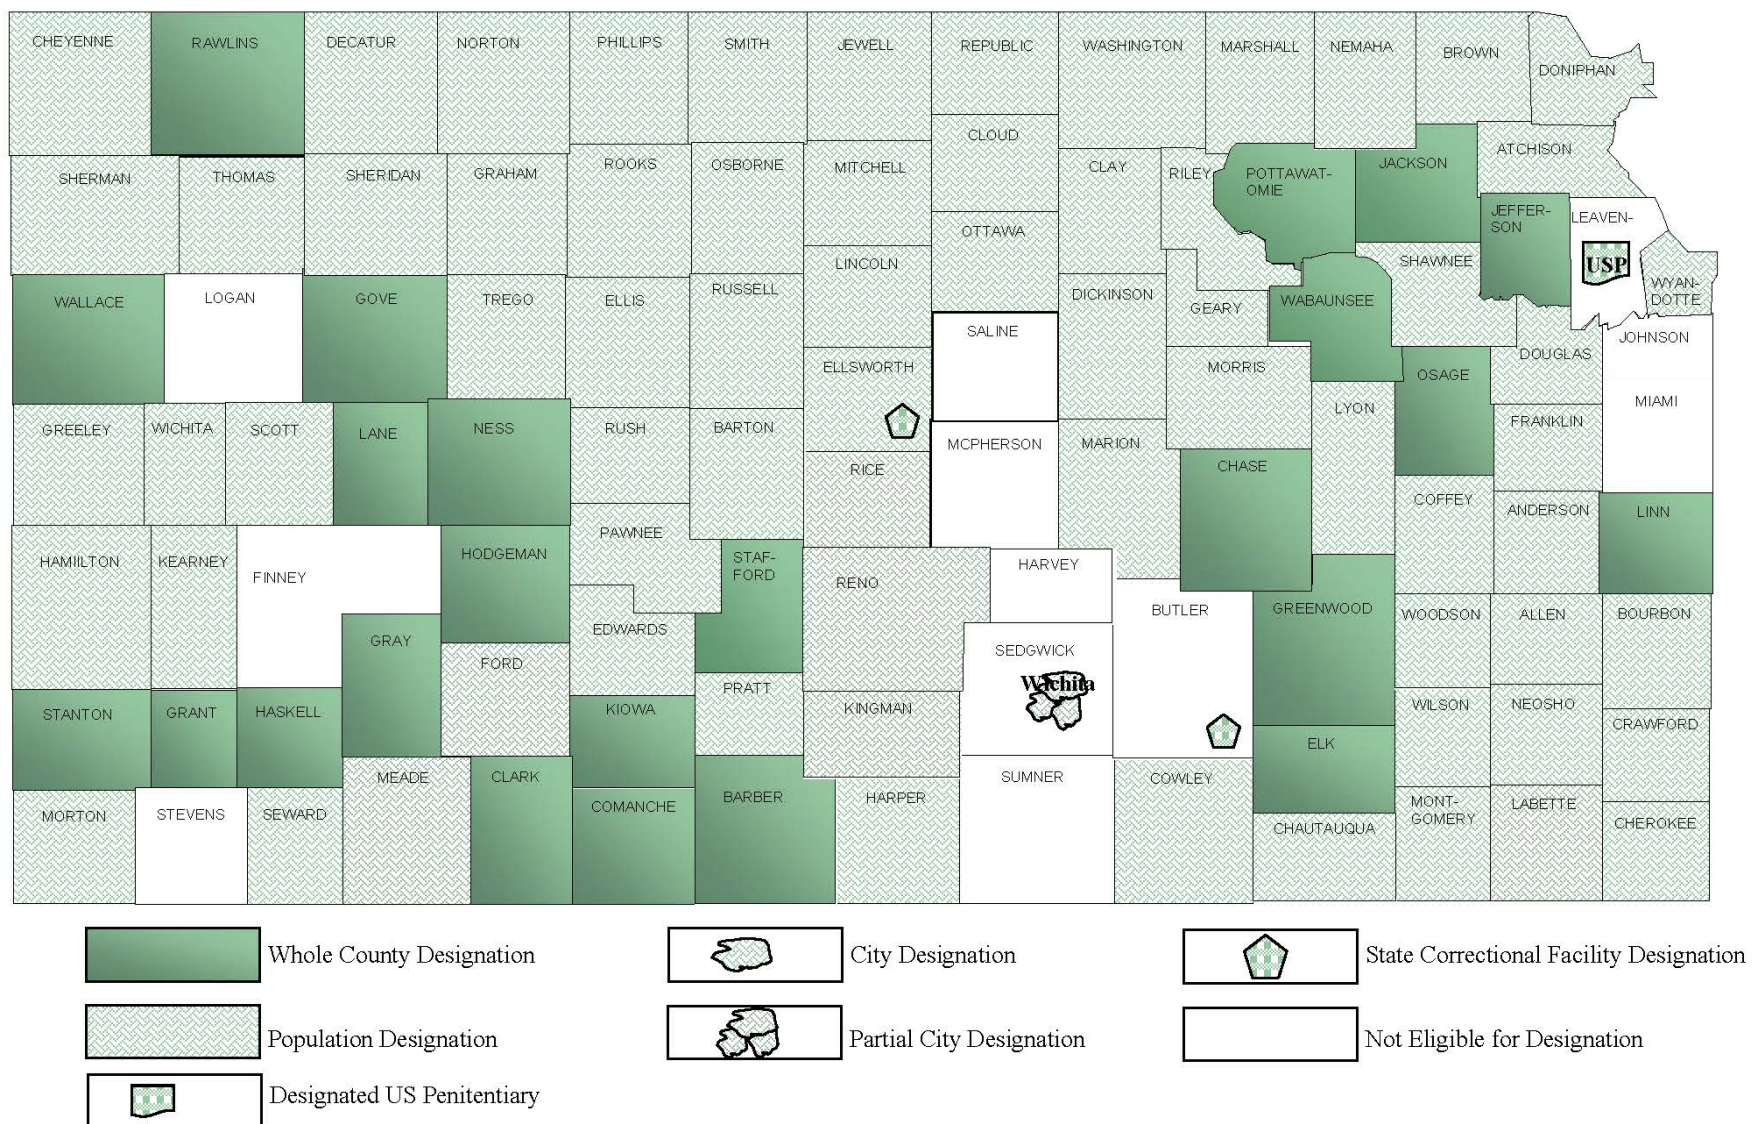 CHEYENNE
RAWLINS
DECATUR
NORTON
PHILLIPS
SMITH
JEWELL
REPUBLIC
WASHINGTON
MARSHALL
NEMAHA
BROWN
DONIPHAN
CLOUD
SHERMAN
THOMAS
SHERIDAN
GRAHAM
ROOKS
OSBORNE
MITCHELL
CLAY
RILEY
POTTAWAT-
OMIE
JACKSON
ATCHISON
JEFFER-
SON
LEAVEN-
OTTAWA
LINCOLN
SHAWNEE
USP
WYAN-
DOTTE
WALLACE
LOGAN
GOVE
TREGO
ELLIS
RUSSELL
DICKINSON
GEARY
WABAUNSEE
SALINE
JOHNSON
ELLSWORTH
MORRIS
OSAGE
DOUGLAS
GREELEY
WICHITA
SCOTT
LANE
NESS
RUSH
BARTON
MCPHERSON
MARION
LYON
FRANKLIN
MIAMI
RICE
CHASE
COFFEY
ANDERSON
LINN
HAMIILTON
KEARNEY
FINNEY
HODGEMAN
PAWNEE
STAF-
FORD
RENO
HARVEY
BUTLER
GREENWOOD
WOODSON
ALLEN
BOURBON
GRAY
FORD
EDWARDS
SEDGWICK
Wichita
STANTON
GRANT
HASKELL
KIOWA
PRATT
KINGMAN
ELK
WILSON
NEOSHO
CRAWFORD
MORTON
STEVENS
SEWARD
MEADE
CLARK
COMANCHE
BARBER
HARPER
SUMNER
COWLEY
CHAUTAUQUA
MONT-
GOMERY
LABETTE
CHEROKEE
Whole County Designation
City Designation
State Correctional Facility Designation
Population Designation
Partial City Designation
Not Eligible for Designation
Designated US Penitentiary